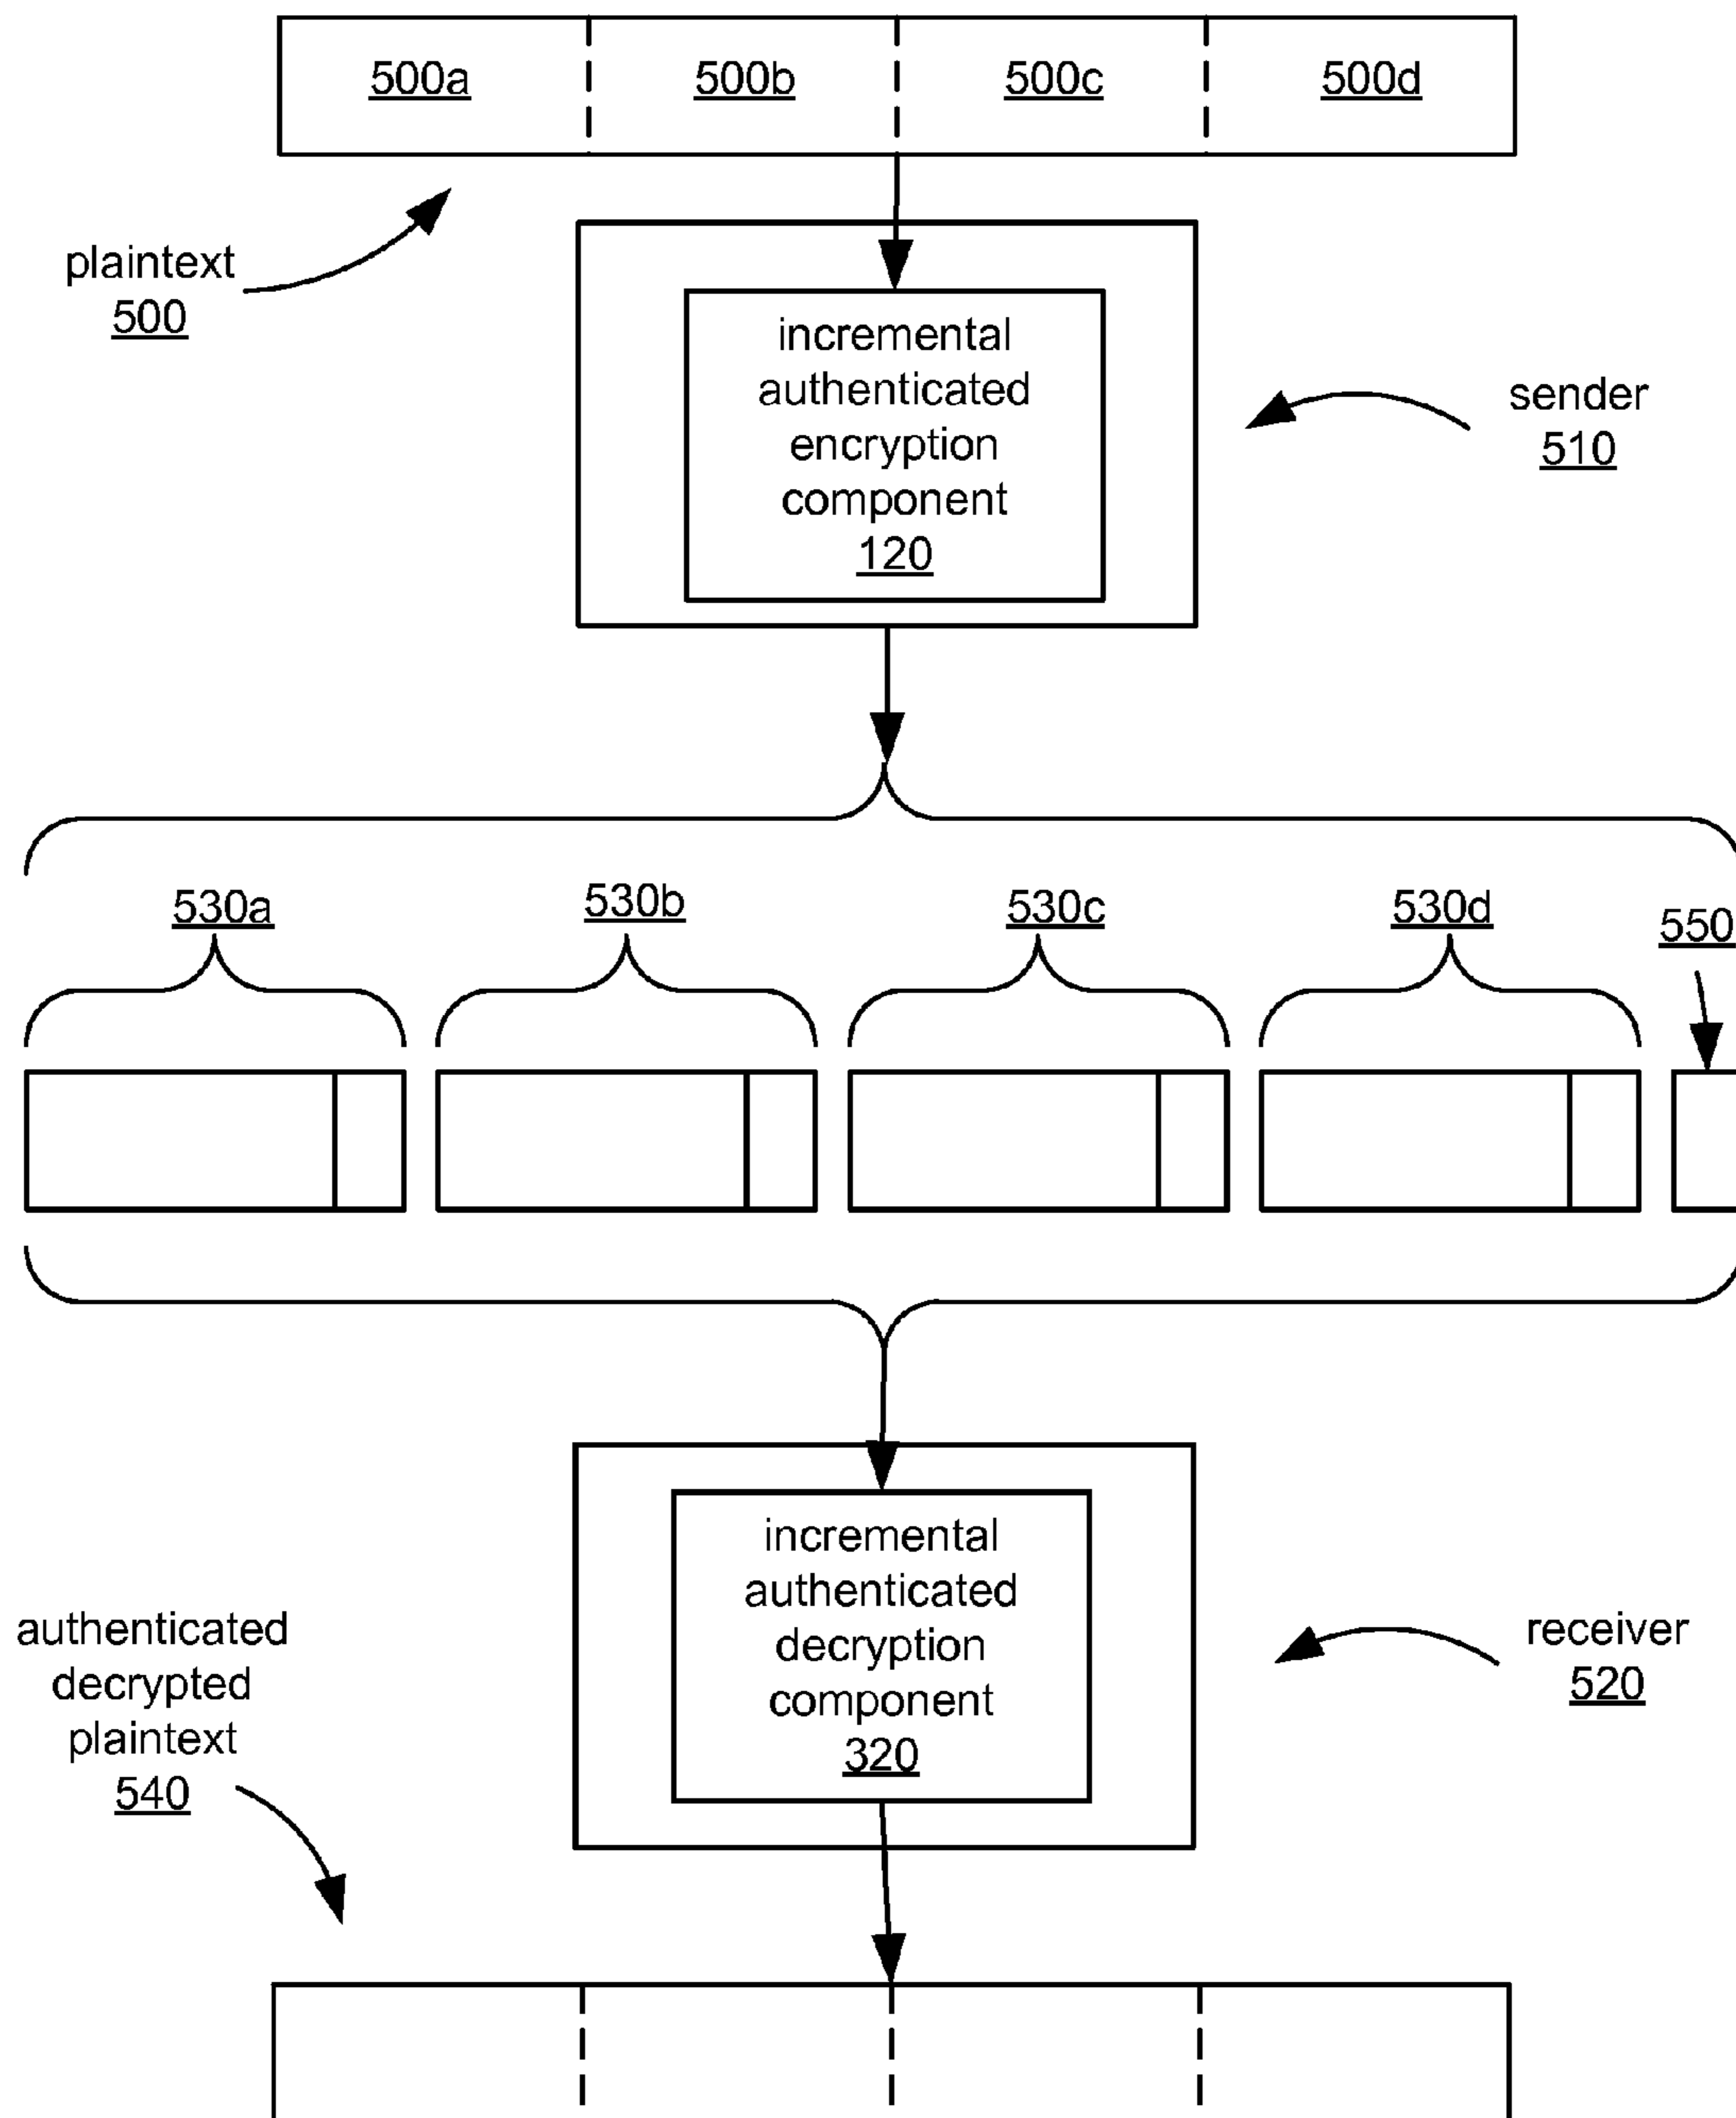 500a 500b 500c 500d
plaintext
500
incremental
authenticated
encryption
component
120
sender
510
530a 530b 530c 530d 550
incremental
authenticated
decryption
component
320
receiver
520
authenticated
decrypted
plaintext
540